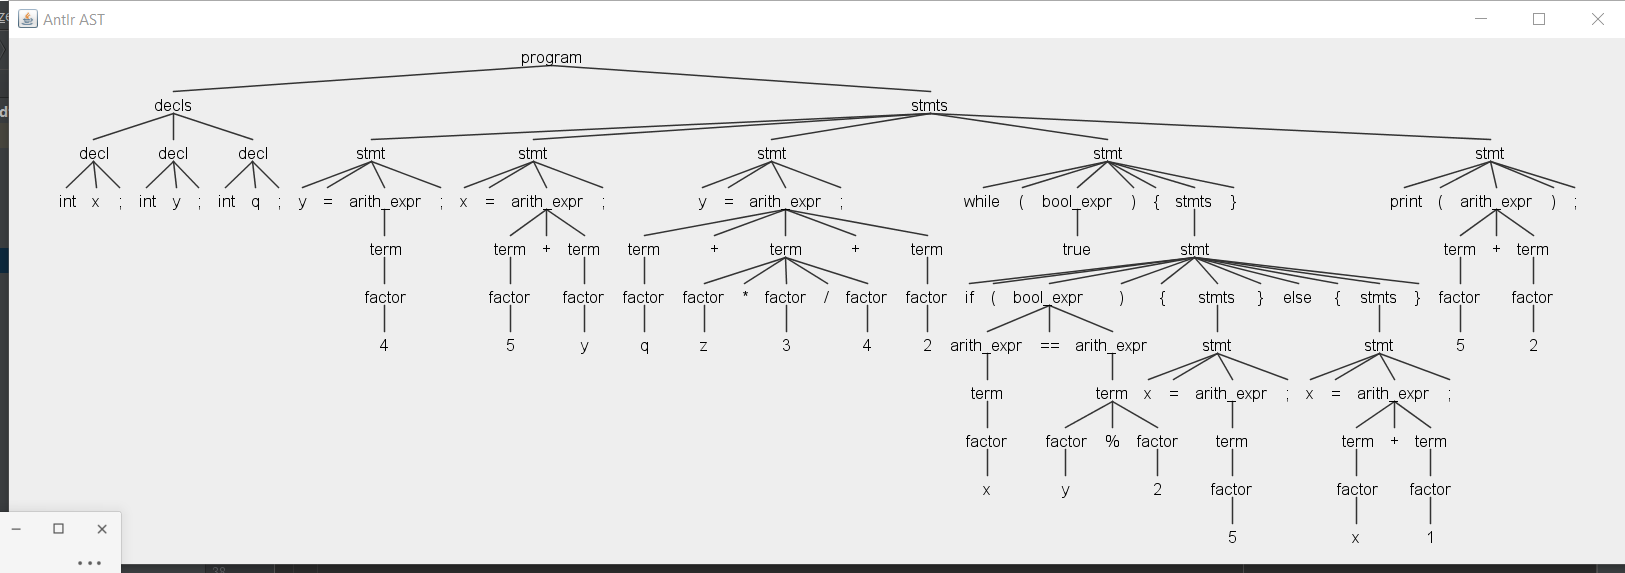 Antlr AST
program
decls stmts
decl decl decl stmt stmt stmt stmt stmt
int x ; int y ; int q ; y = arith_expr ; x = arith_expr ; y = arith_expr ; while ( bool_expr ) { stmts } print ( arith_expr ) ;
term term + term term + term + term true stmt term + term
factor factor factor factor factor * factor / factor factor if ( bool_expr ) { stmts } else { stmts } factor factor
4 5 y q z 3 4 2 arith_expr == arith_expr stmt stmt 5 2
term term x = arith_expr ; x = arith_expr ;
factor factor % factor term term + term
x y 2 factor factor factor
5 x 1
38